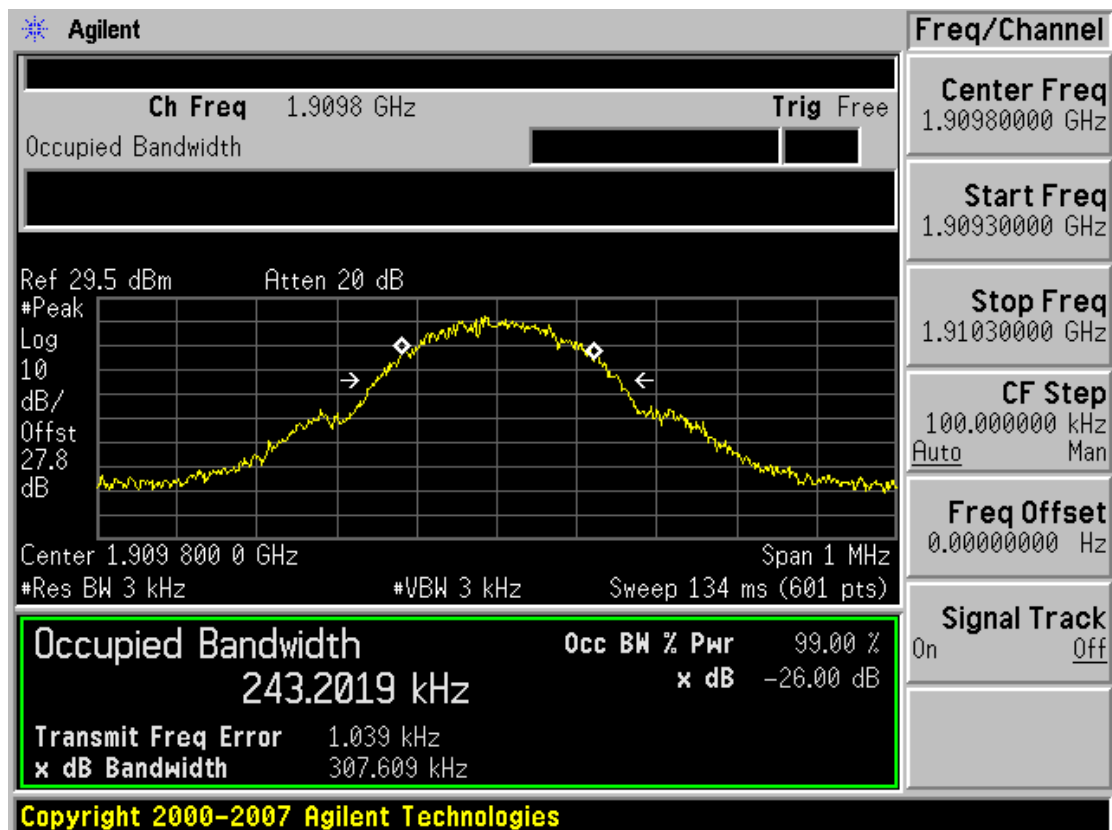 Agilent
Freq/Channel
Ch Freq 1.9098 GHz Trig Free
Occupied Bandwidth
Center Freq
1.90980000 GHz
Start Freq
1.90930000 GHz
Stop Freq
1.91030000 GHz
CF Step
100.000000 kHz
Auto Man
Freq Offset
0.00000000 Hz
Signal Track
On Off
Ref 29.5 dBm Atten 20 dB
#Peak
Log
10
dB/
Offst
27.8
dB
Center 1.909 800 0 GHz Span 1 MHz
#Res BW 3 kHz #VBW 3 kHz Sweep 134 ms (601 pts)
Occupied Bandwidth Occ BW % Pwr 99.00 %
243.2019 kHz x dB -26.00 dB
Transmit Freq Error 1.039 kHz
x dB Bandwidth 307.609 kHz
Copyright 2000-2007 Agilent Technologies